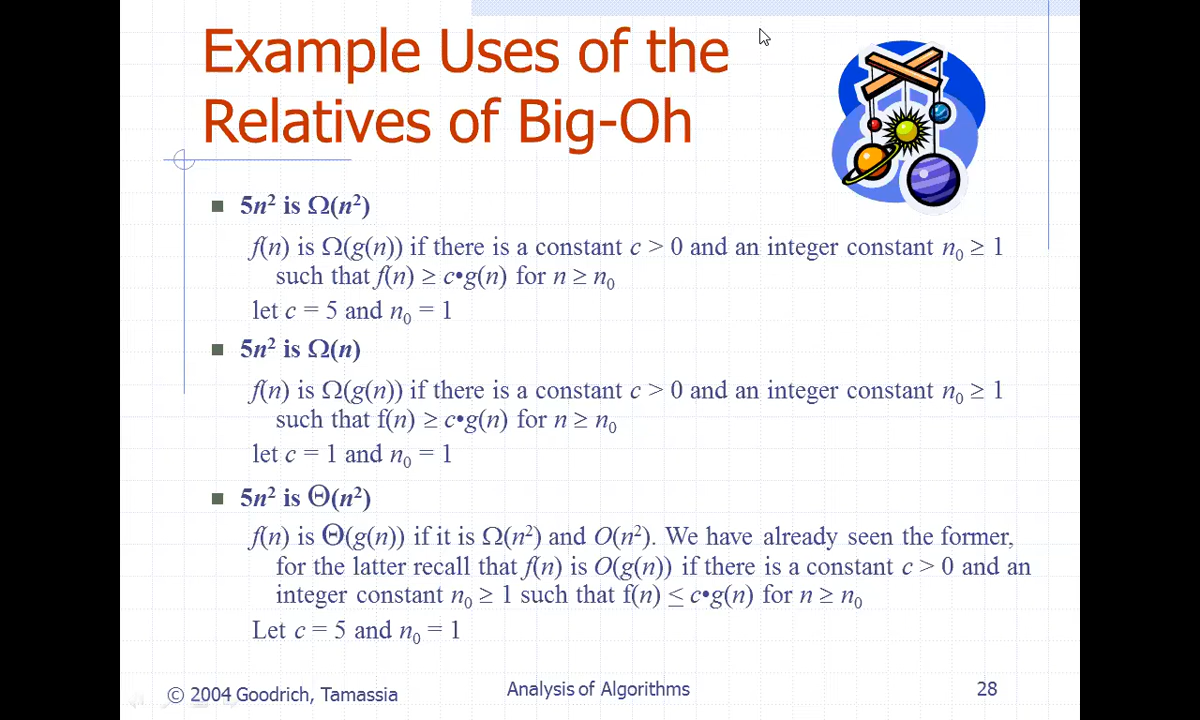 Example Uses of the
Relatives of Big-Oh
5n² is Ω(n²)
f(n) is Ω(g(n)) if there is a constant c > 0 and an integer constant n₀ ≥ 1
such that f(n) ≥ c•g(n) for n ≥ n₀
let c = 5 and n₀ = 1
5n² is Ω(n)
f(n) is Ω(g(n)) if there is a constant c > 0 and an integer constant n₀ ≥ 1
such that f(n) ≥ c•g(n) for n ≥ n₀
let c = 1 and n₀ = 1
5n² is Θ(n²)
f(n) is Θ(g(n)) if it is Ω(n²) and O(n²). We have already seen the former,
for the latter recall that f(n) is O(g(n)) if there is a constant c > 0 and an
integer constant n₀ ≥ 1 such that f(n) ≤ c•g(n) for n ≥ n₀
Let c = 5 and n₀ = 1
© 2004 Goodrich, Tamassia
Analysis of Algorithms
28